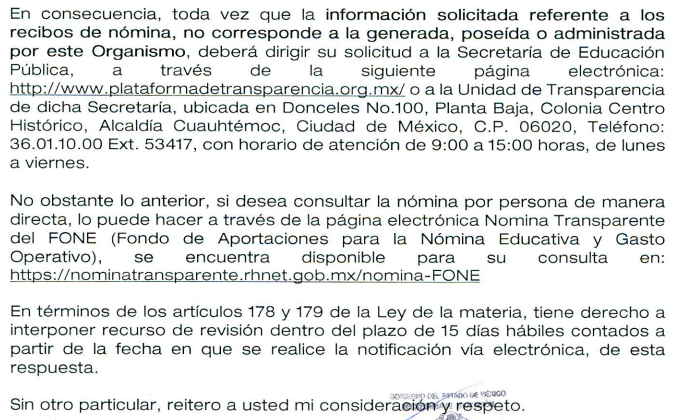 En consecuencia, toda vez que la información solicitada referente a los
recibos de nómina, no corresponde a la generada, poseída o administrada
por este Organismo, deberá dirigir su solicitud a la Secretaría de Educación
Pública, a través de la siguiente página electrónica:
http://www.plataformadetransparencia.org.mx/ o a la Unidad de Transparencia
de dicha Secretaría, ubicada en Donceles No.100, Planta Baja, Colonia Centro
Histórico, Alcaldía Cuauhtémoc, Ciudad de México, C.P. 06020, Teléfono:
36.01.10.00 Ext. 53417, con horario de atención de 9:00 a 15:00 horas, de lunes
a viernes.
No obstante lo anterior, si desea consultar la nómina por persona de manera
directa, lo puede hacer a través de la página electrónica Nomina Transparente
del FONE (Fondo de Aportaciones para la Nómina Educativa y Gasto
Operativo), se encuentra disponible para su consulta en:
https://nominatransparente.rhnet.gob.mx/nomina-FONE
En términos de los artículos 178 y 179 de la Ley de la materia, tiene derecho a
interponer recurso de revisión dentro del plazo de 15 días hábiles contados a
partir de la fecha en que se realice la notificación vía electrónica, de esta
respuesta.
GOBIERNO DEL ESTADO DE MÉXICO
Sin otro particular, reitero a usted mi consideración y respeto.